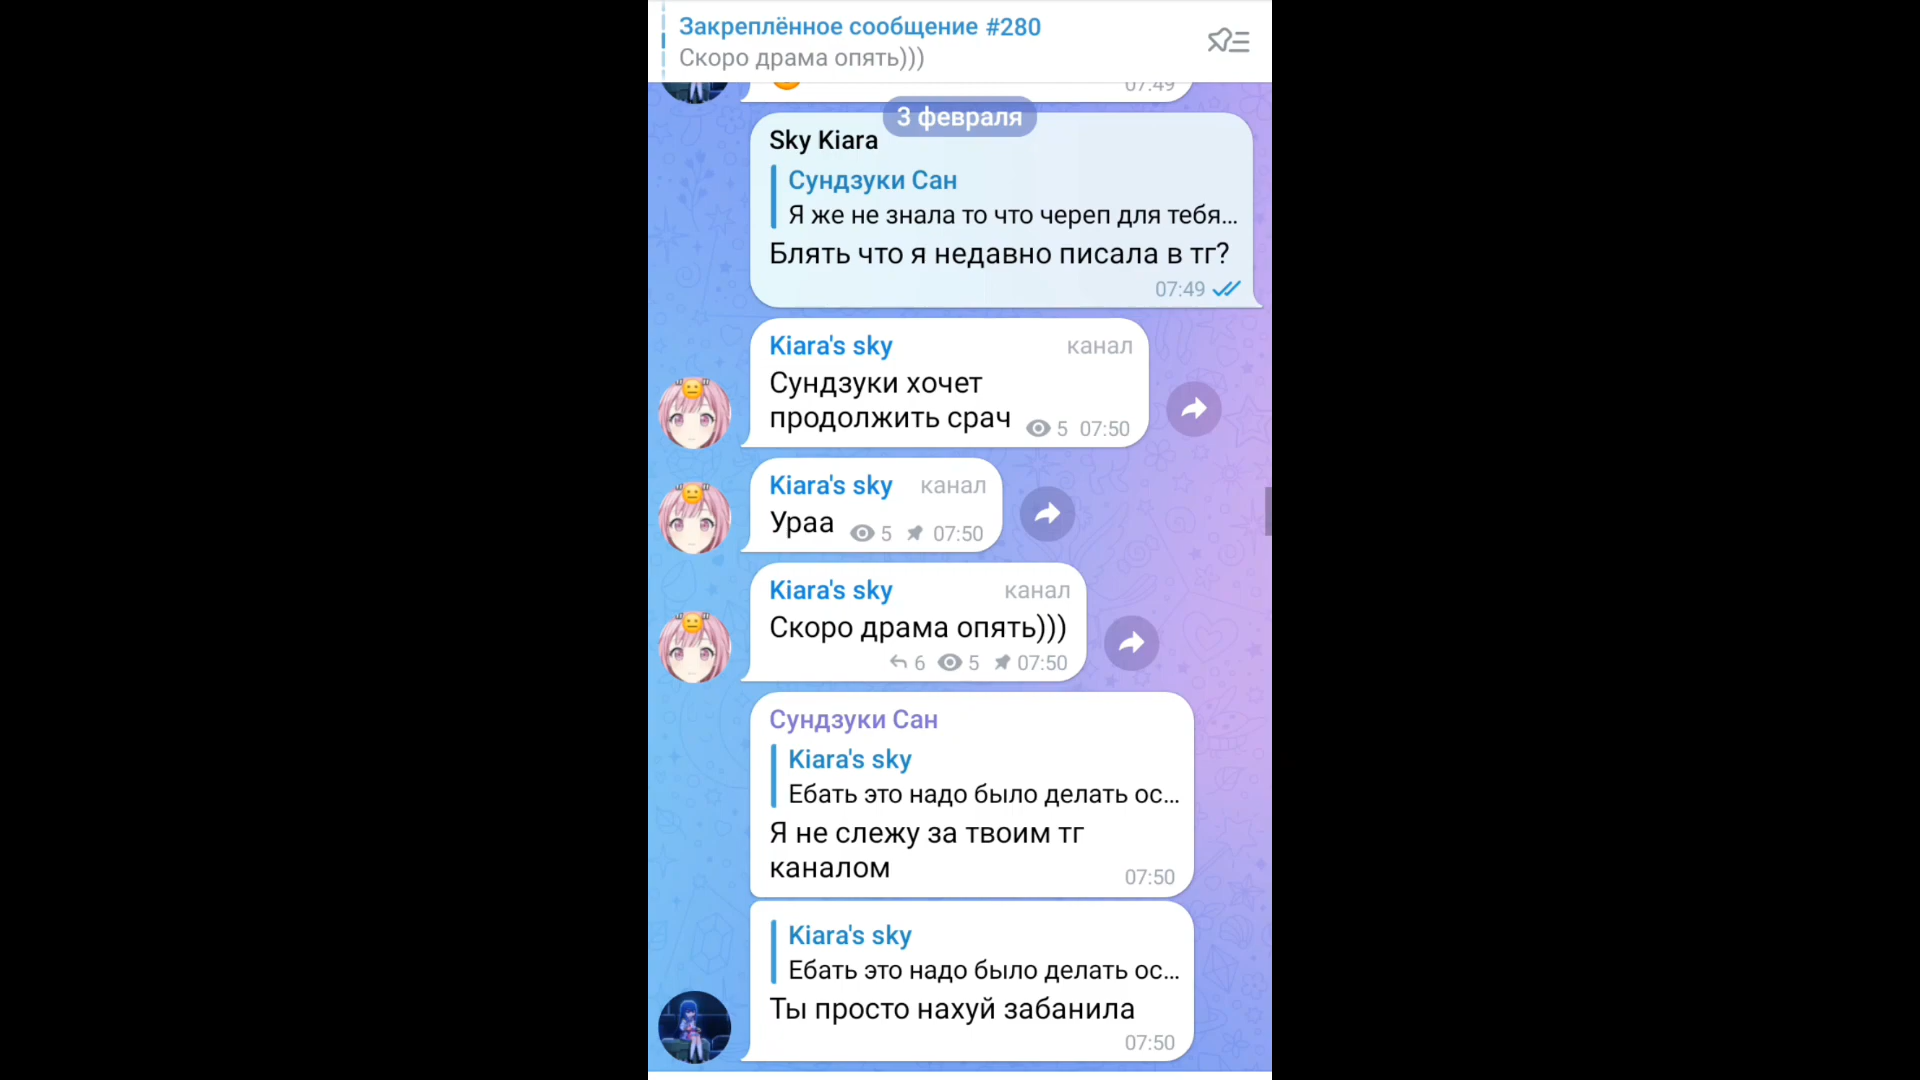 Закреплённое сообщение #280
Скоро драма опять)))
07:49
3 февраля
Sky Kiara
Сундзуки Сан
Я же не знала то что череп для тебя...
Блять что я недавно писала в тг?
07:49
Kiara's sky канал
Сундзуки хочет
продолжить срач 5 07:50
Kiara's sky канал
Ураа 5 07:50
Kiara's sky канал
Скоро драма опять)))
6 5 07:50
Сундзуки Сан
Kiara's sky
Ебать это надо было делать ос...
Я не слежу за твоим тг
каналом 07:50
Kiara's sky
Ебать это надо было делать ос...
Ты просто нахуй забанила
07:50